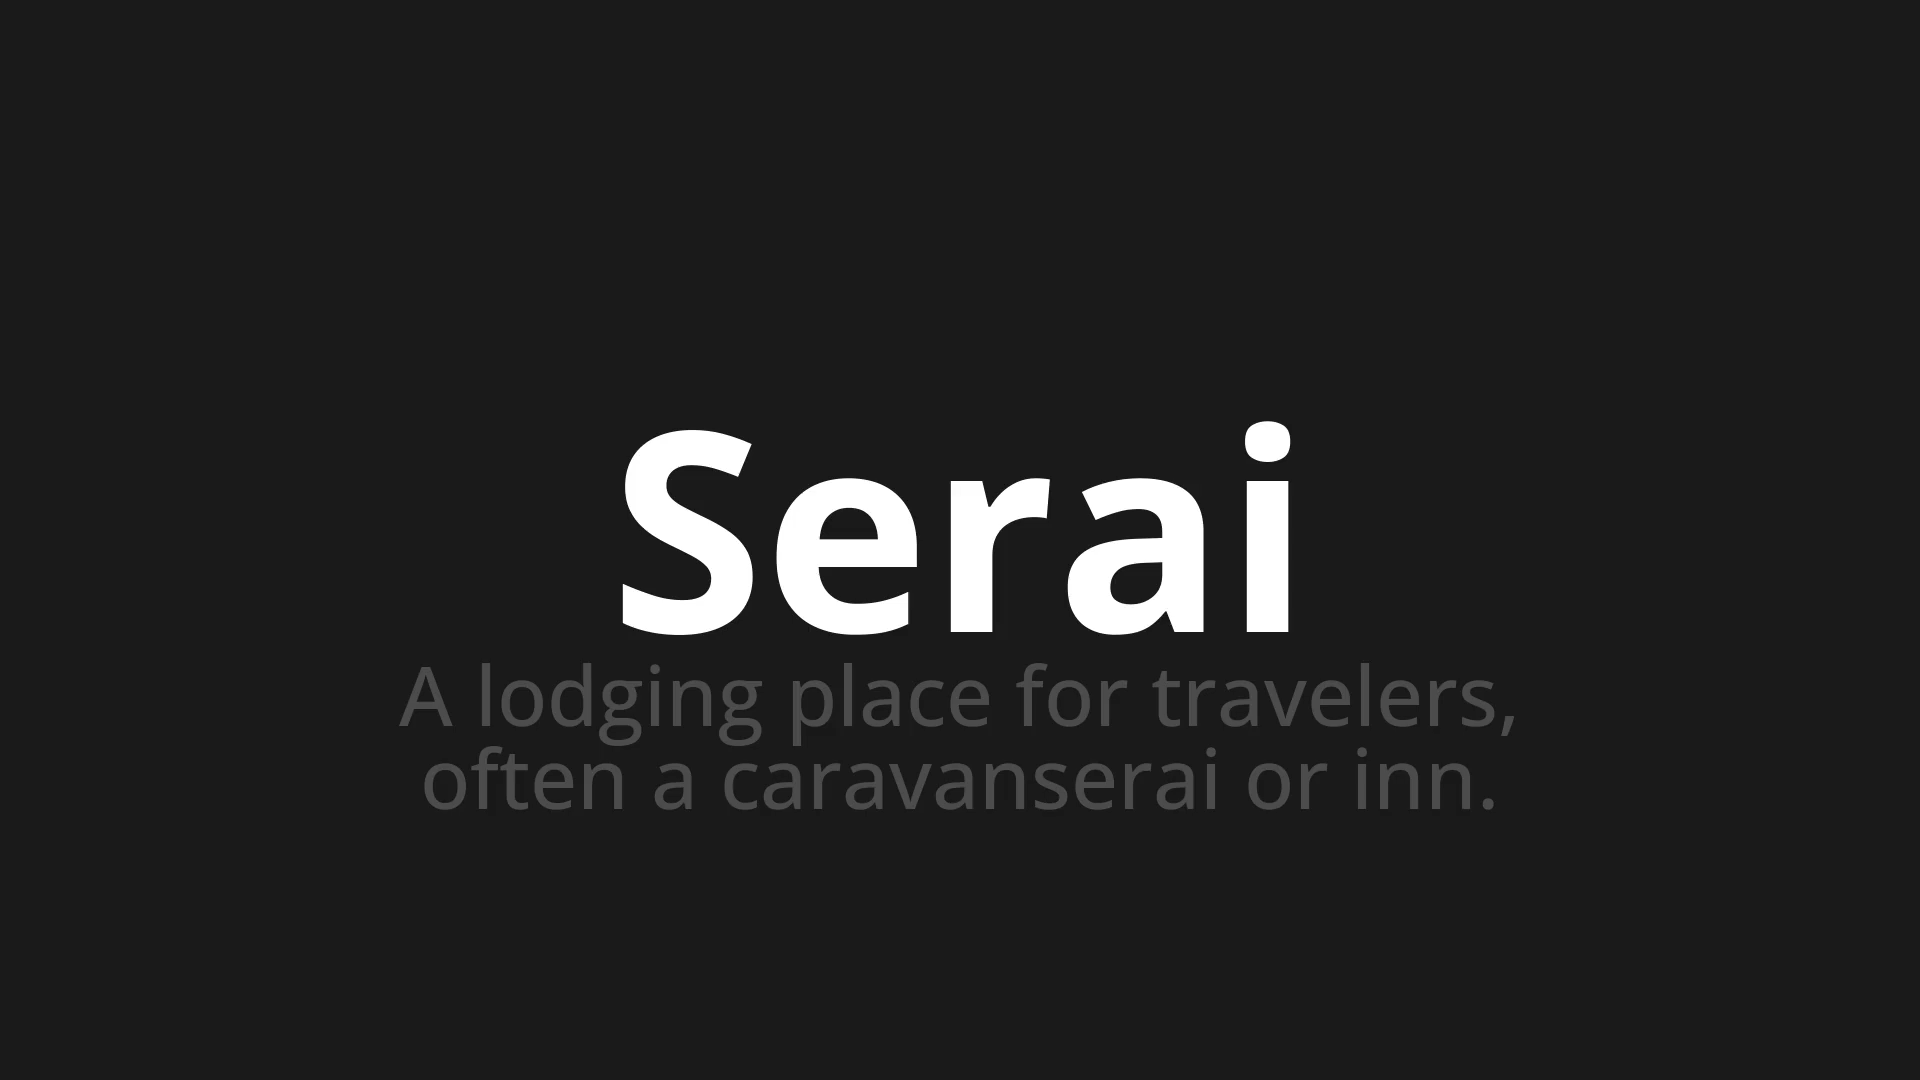 Serai
A lodging place for travelers,
often a caravanserai or inn.